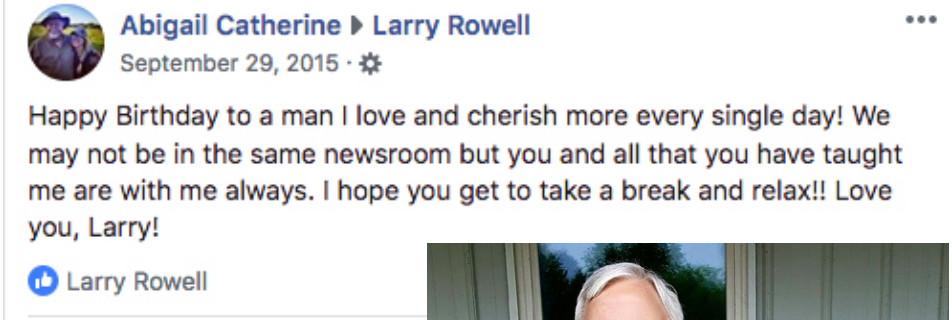 Abigail Catherine ▶ Larry Rowell
September 29, 2015 ·
Happy Birthday to a man I love and cherish more every single day! We
may not be in the same newsroom but you and all that you have taught
me are with me always. I hope you get to take a break and relax!! Love
you, Larry!
Larry Rowell